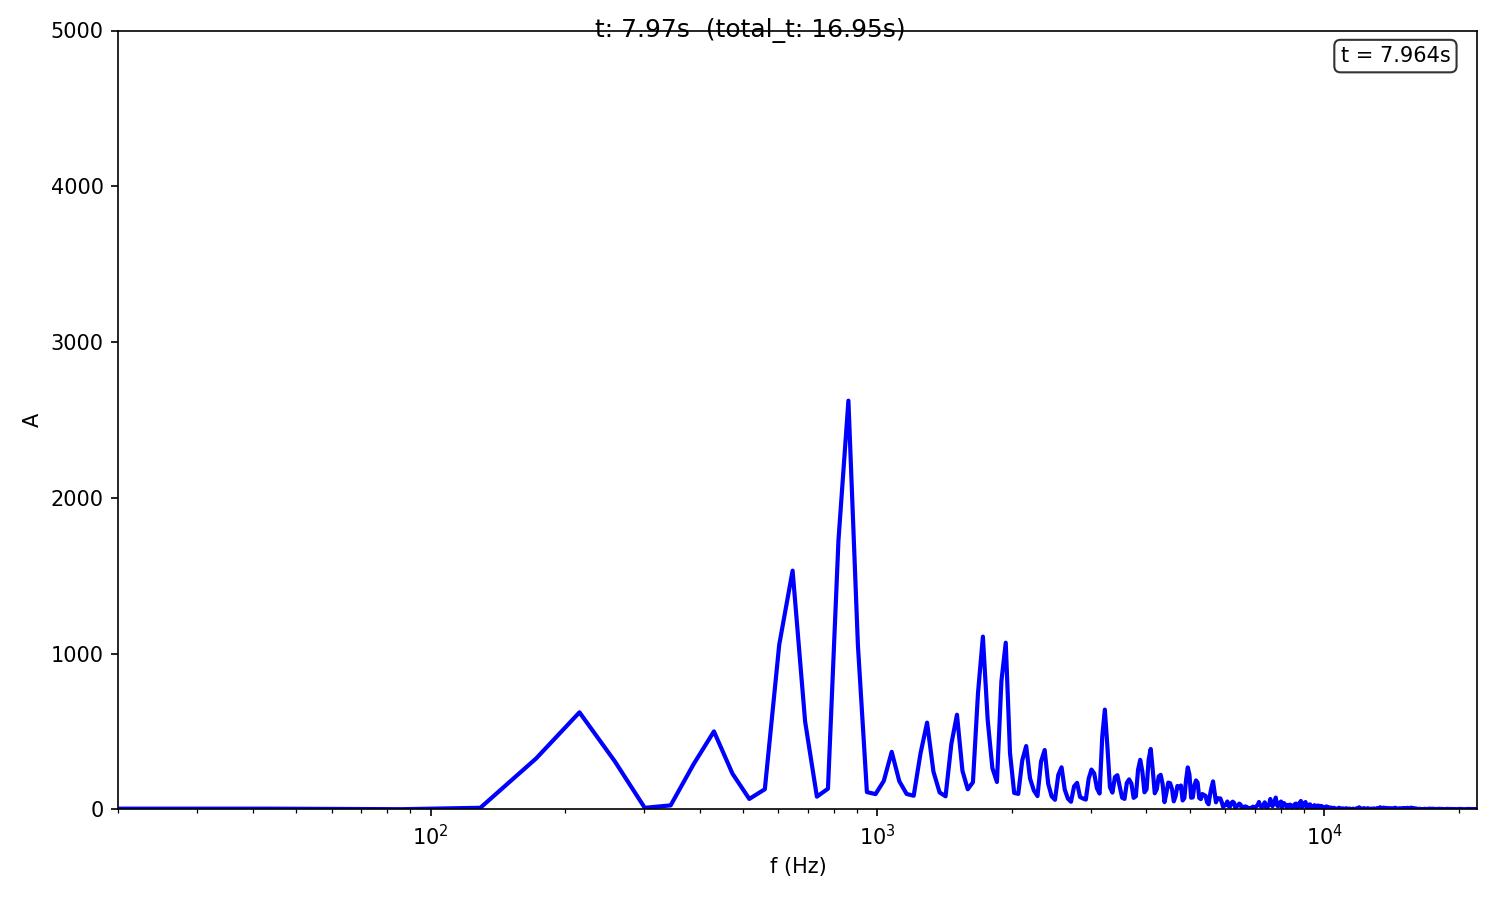 t: 7.97s (total_t: 16.95s)
t = 7.964s
5000
4000
3000
2000
1000
0
A
10² 10³ 10⁴
f (Hz)